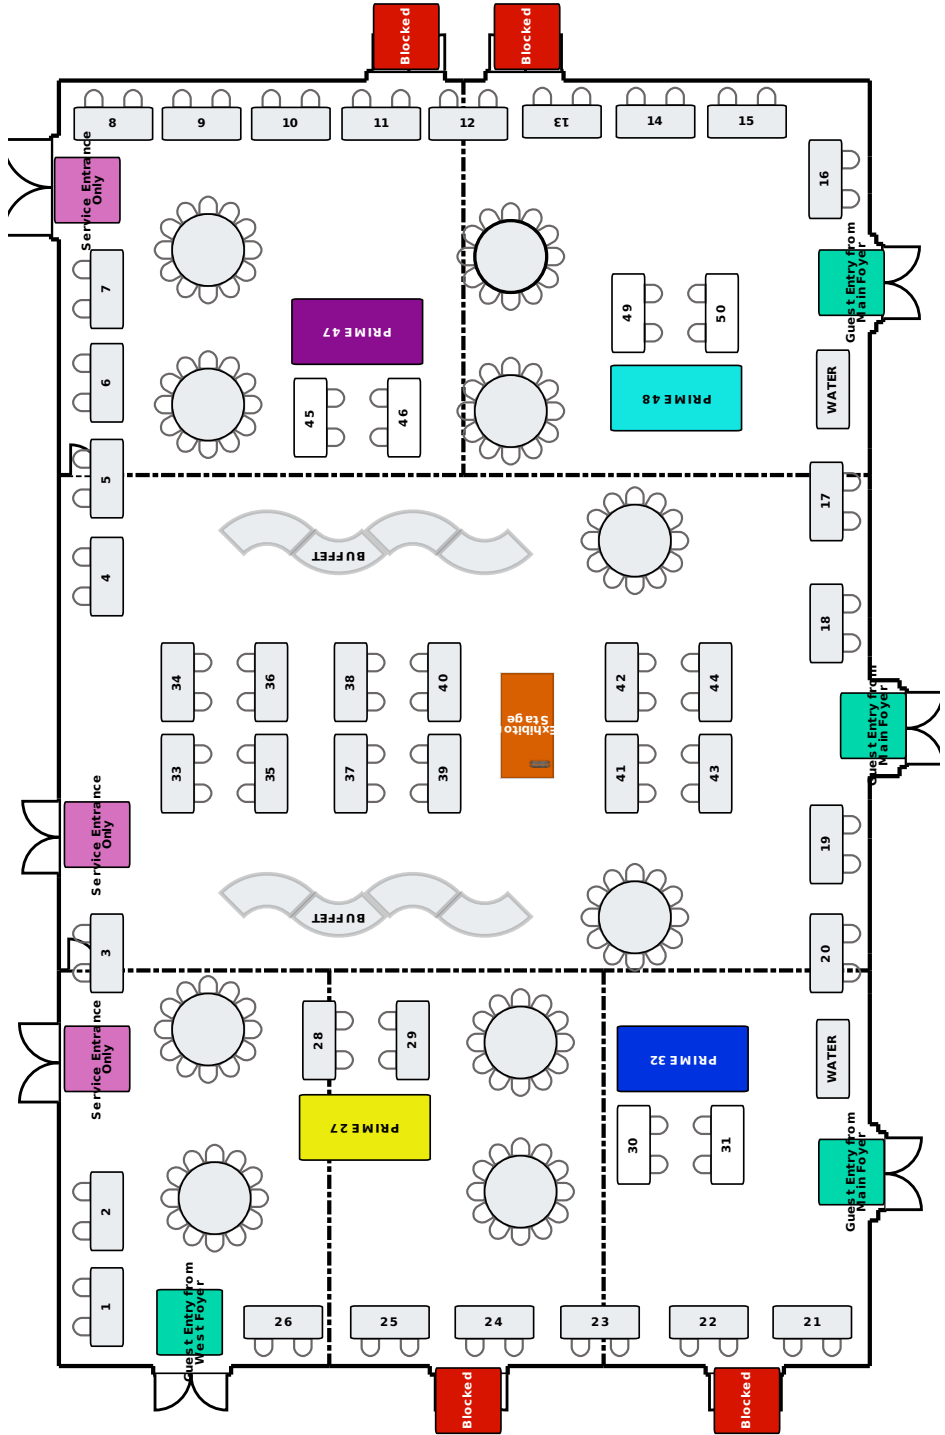 Blocked
Blocked
8
9
10
11
12
13
14
15
16
Service Entrance
Only
7
Guest Entry from
Main Foyer
PRIME 47
49
50
6
45
46
PRIME 48
WATER
5
17
4
BUFFET
18
34
36
38
40
42
44
Exhibito
Stage
Guest Entry from
Main Foyer
33
35
37
39
41
43
Service Entrance
Only
19
BUFFET
3
20
28
29
Service Entrance
Only
PRIME 32
WATER
PRIME 27
30
31
Guest Entry from
Main Foyer
2
1
Guest Entry from
West Foyer
26
25
24
23
22
21
Blocked
Blocked